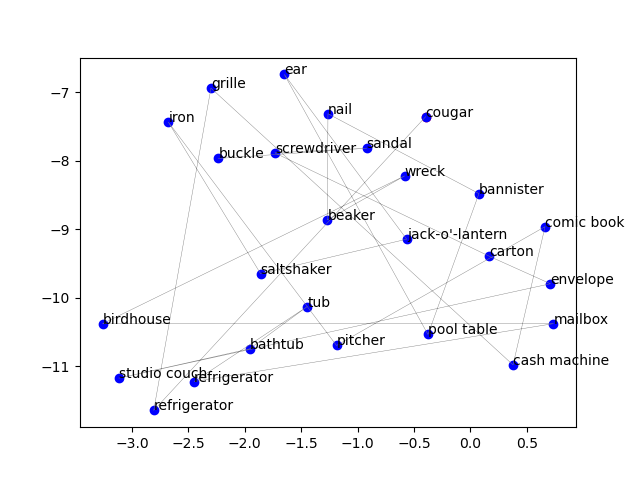 ear
grille
−7
nail
cougar
iron
sandal
screwdriver
buckle
−8
wreck
bannister
beaker
comic book
−9
jack-o'-lantern
carton
saltshaker
envelope
−10
tub
birdhouse
mailbox
pool table
bathtub
pitcher
−11
cash machine
studio couch
refrigerator
refrigerator
−3.0 −2.5 −2.0 −1.5 −1.0 −0.5 0.0 0.5